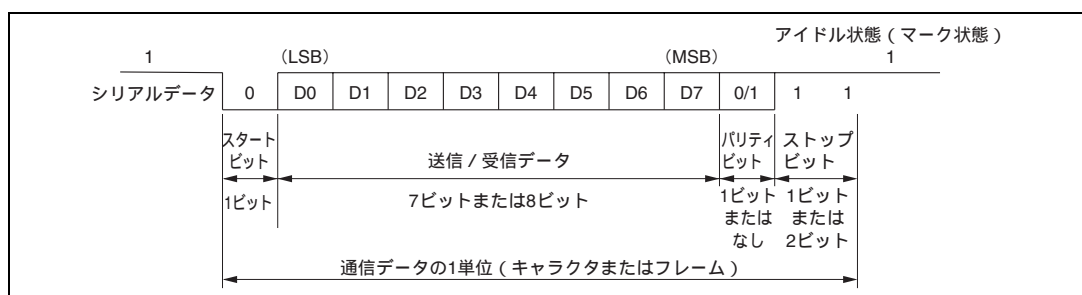 アイドル状態(マーク状態)
1 (LSB) (MSB) 1
シリアルデータ 0 D0 D1 D2 D3 D4 D5 D6 D7 0/1 1 1
スタート
ビット
送信/受信データ
パリティ
ビット
ストップ
ビット
1ビット
7ビットまたは8ビット
1ビット
または
なし
1ビット
または
2ビット
通信データの1単位(キャラクタまたはフレーム)